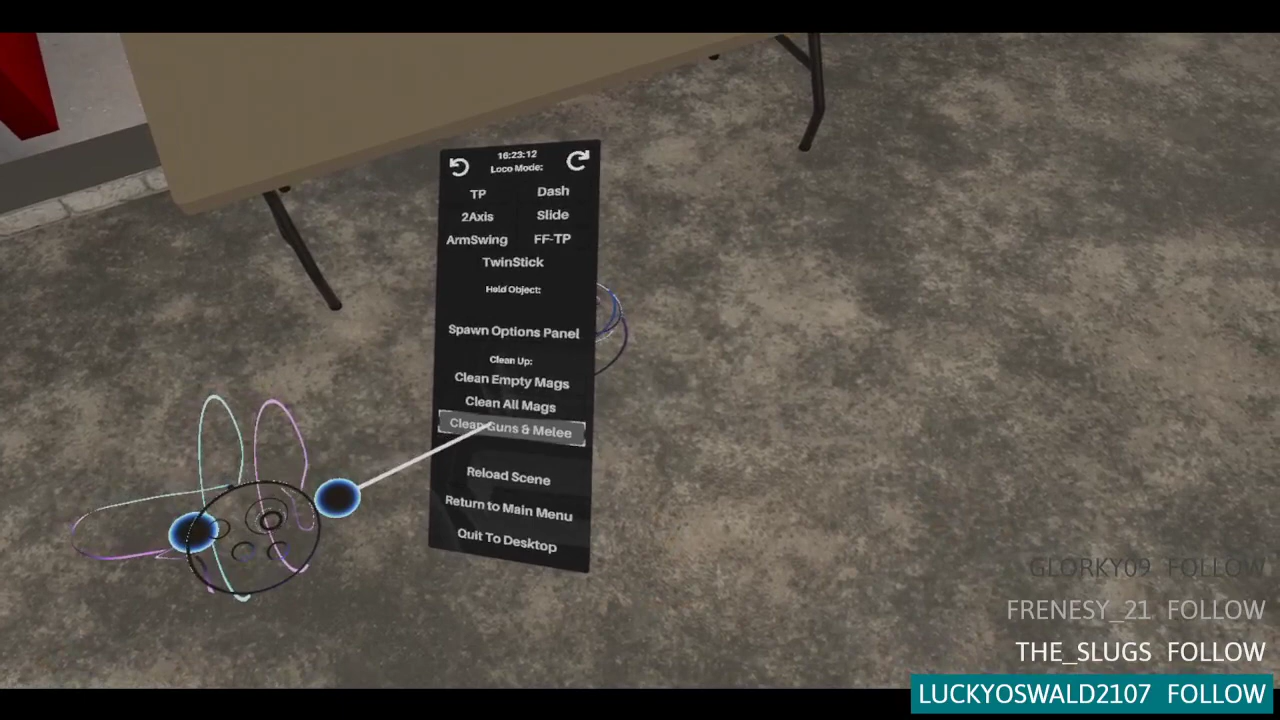 16:23:12
Loco Mode:
TP Dash
2Axis Slide
ArmSwing FF-TP
TwinStick
Held Object:
Spawn Options Panel
Clean Up:
Clean Empty Mags
Clean All Mags
Clean Guns & Melee
Reload Scene
Return to Main Menu
Quit To Desktop
GLORKY09 FOLLOW
FRENESY_21 FOLLOW
THE_SLUGS FOLLOW
LUCKYOSWALD2107 FOLLOW